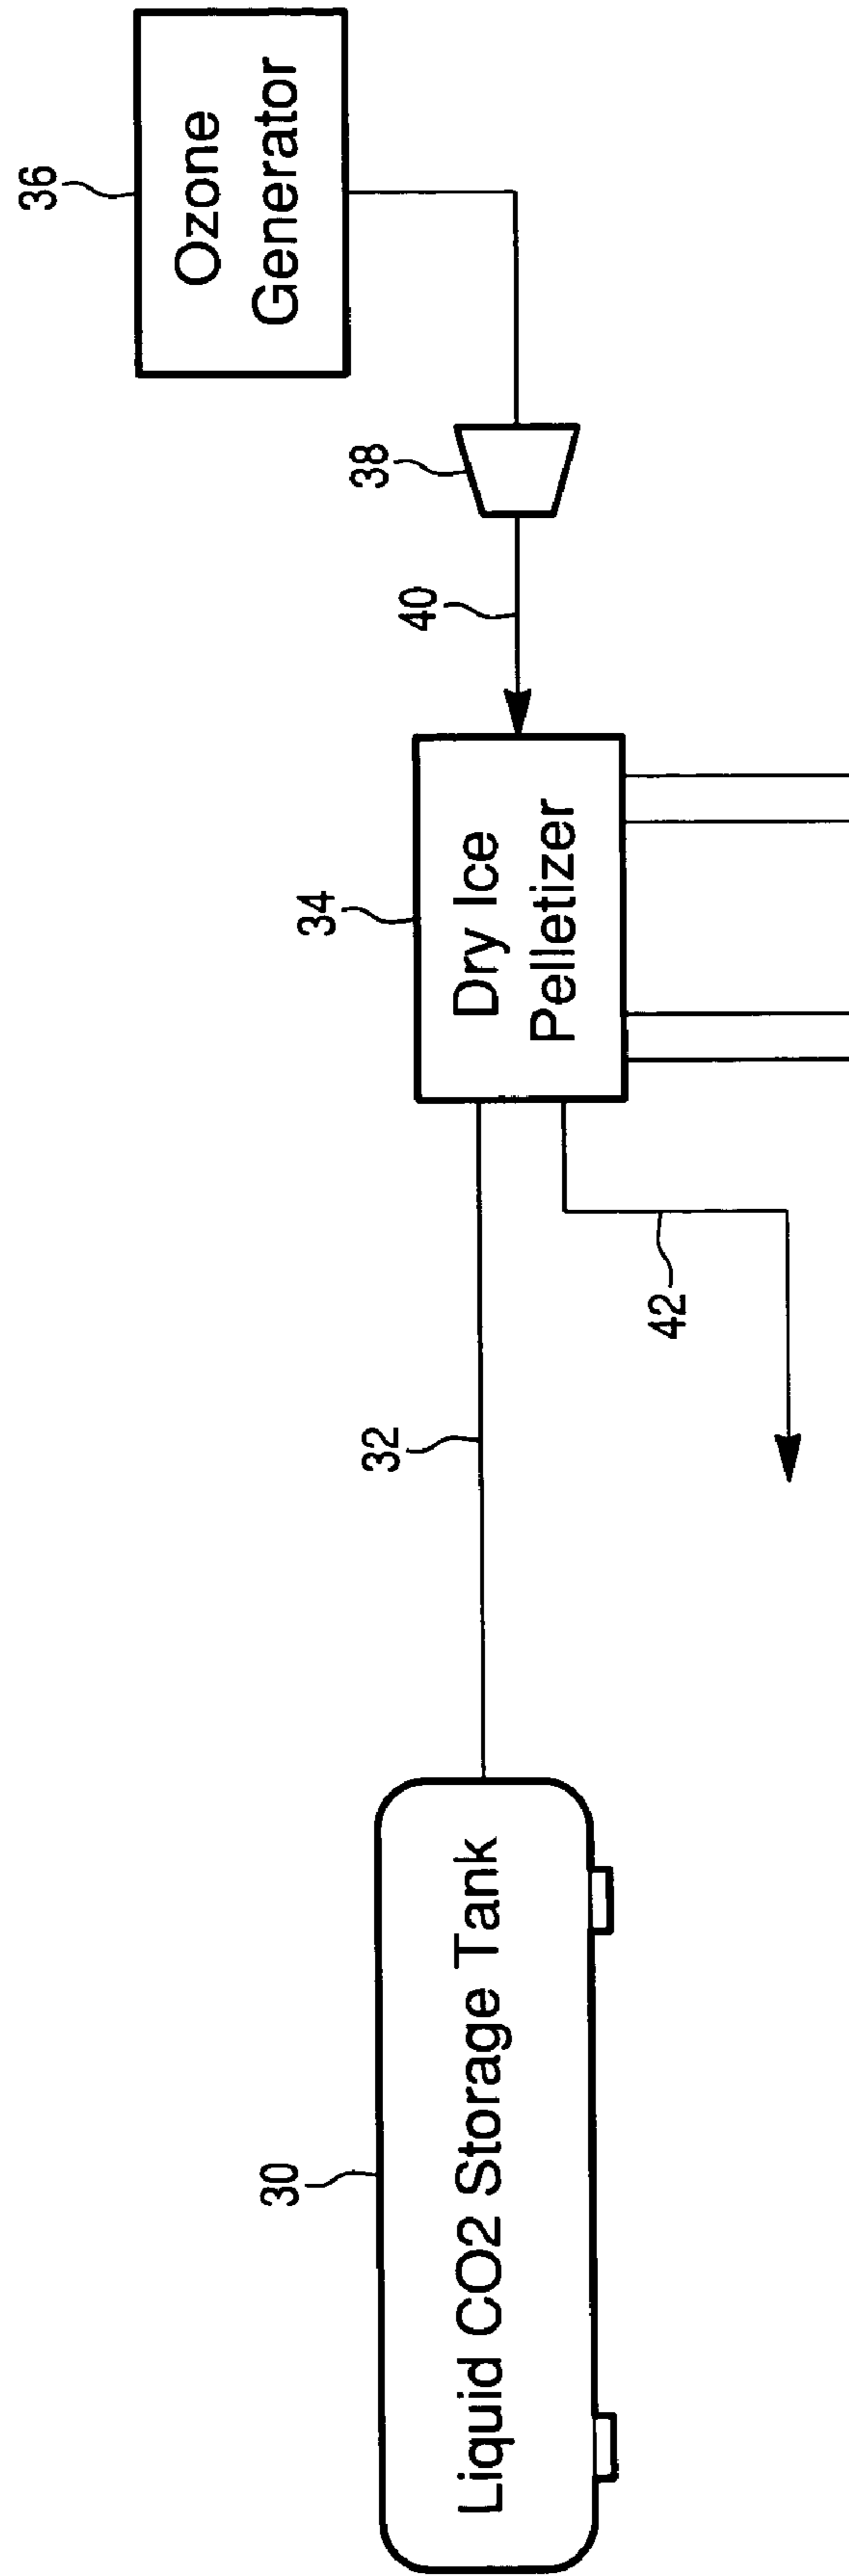 36
Ozone
Generator
38
40
34
Dry Ice
Pelletizer
32
42
30
Liquid CO2 Storage Tank